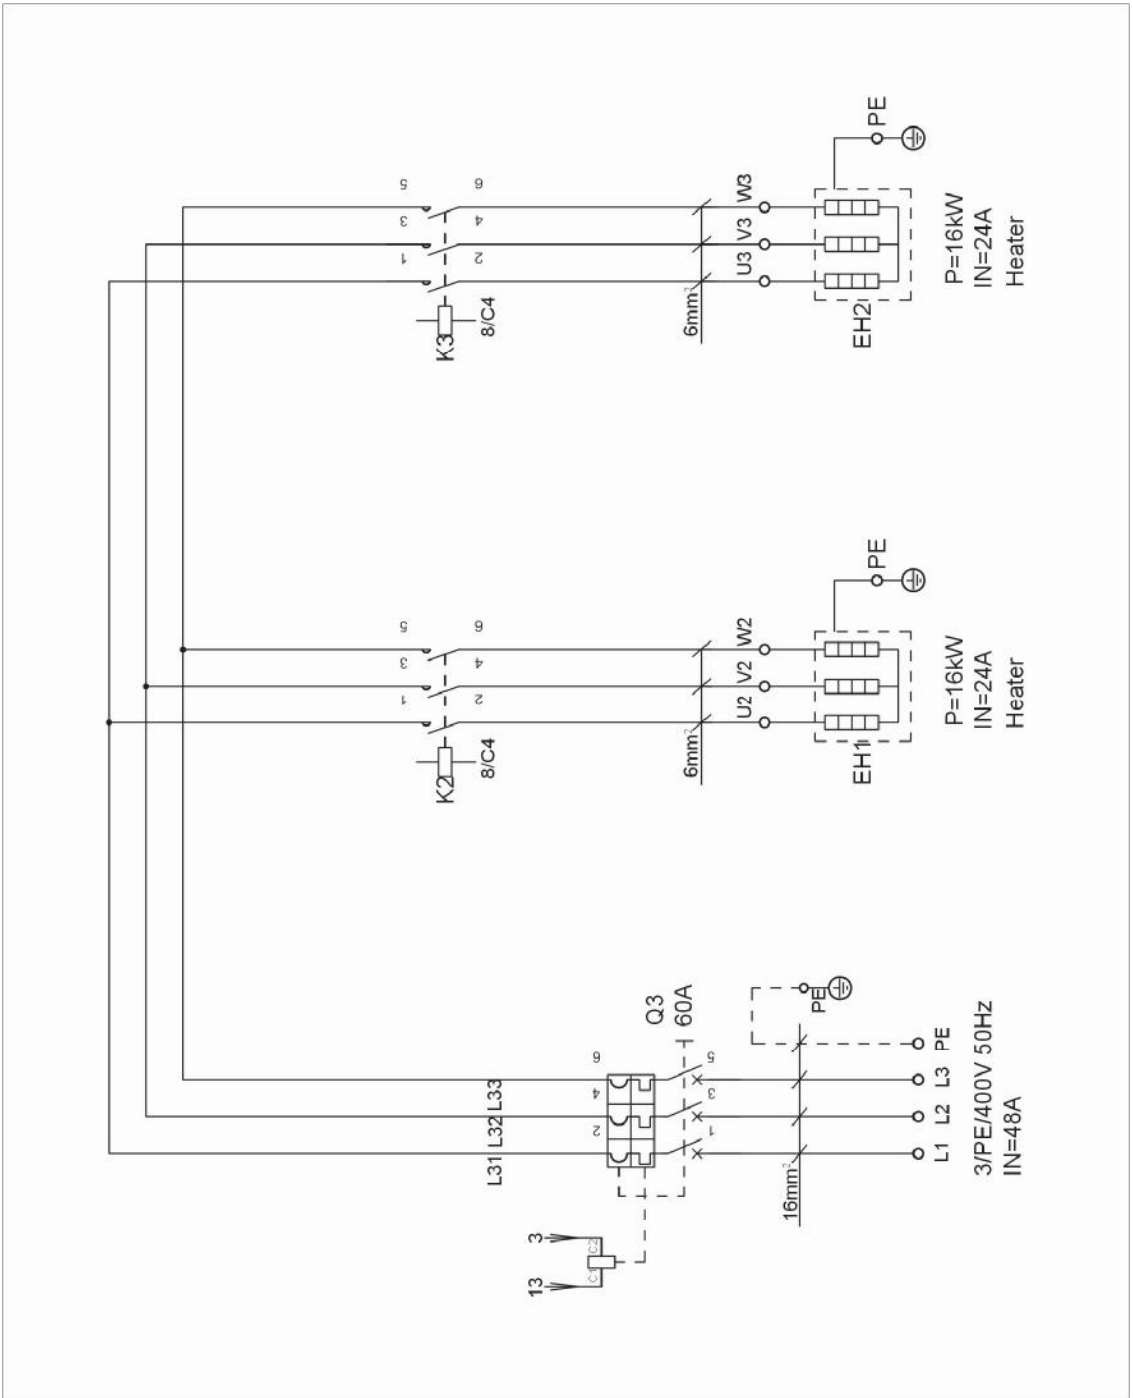 PE
5
6
3
4
1
2
W3
V3
U3
8/C4
K3
6mm²
EH2
P=16kW
IN=24A
Heater
PE
5
6
3
4
1
2
W2
V2
U2
8/C4
K2
6mm²
EH1
P=16kW
IN=24A
Heater
Q3
60A
PE
6
5
4
3
2
1
L33
L32
L31
PE
L3
L2
L1
3/PE/400V 50Hz
IN=48A
16mm²
3
C2
C1
13